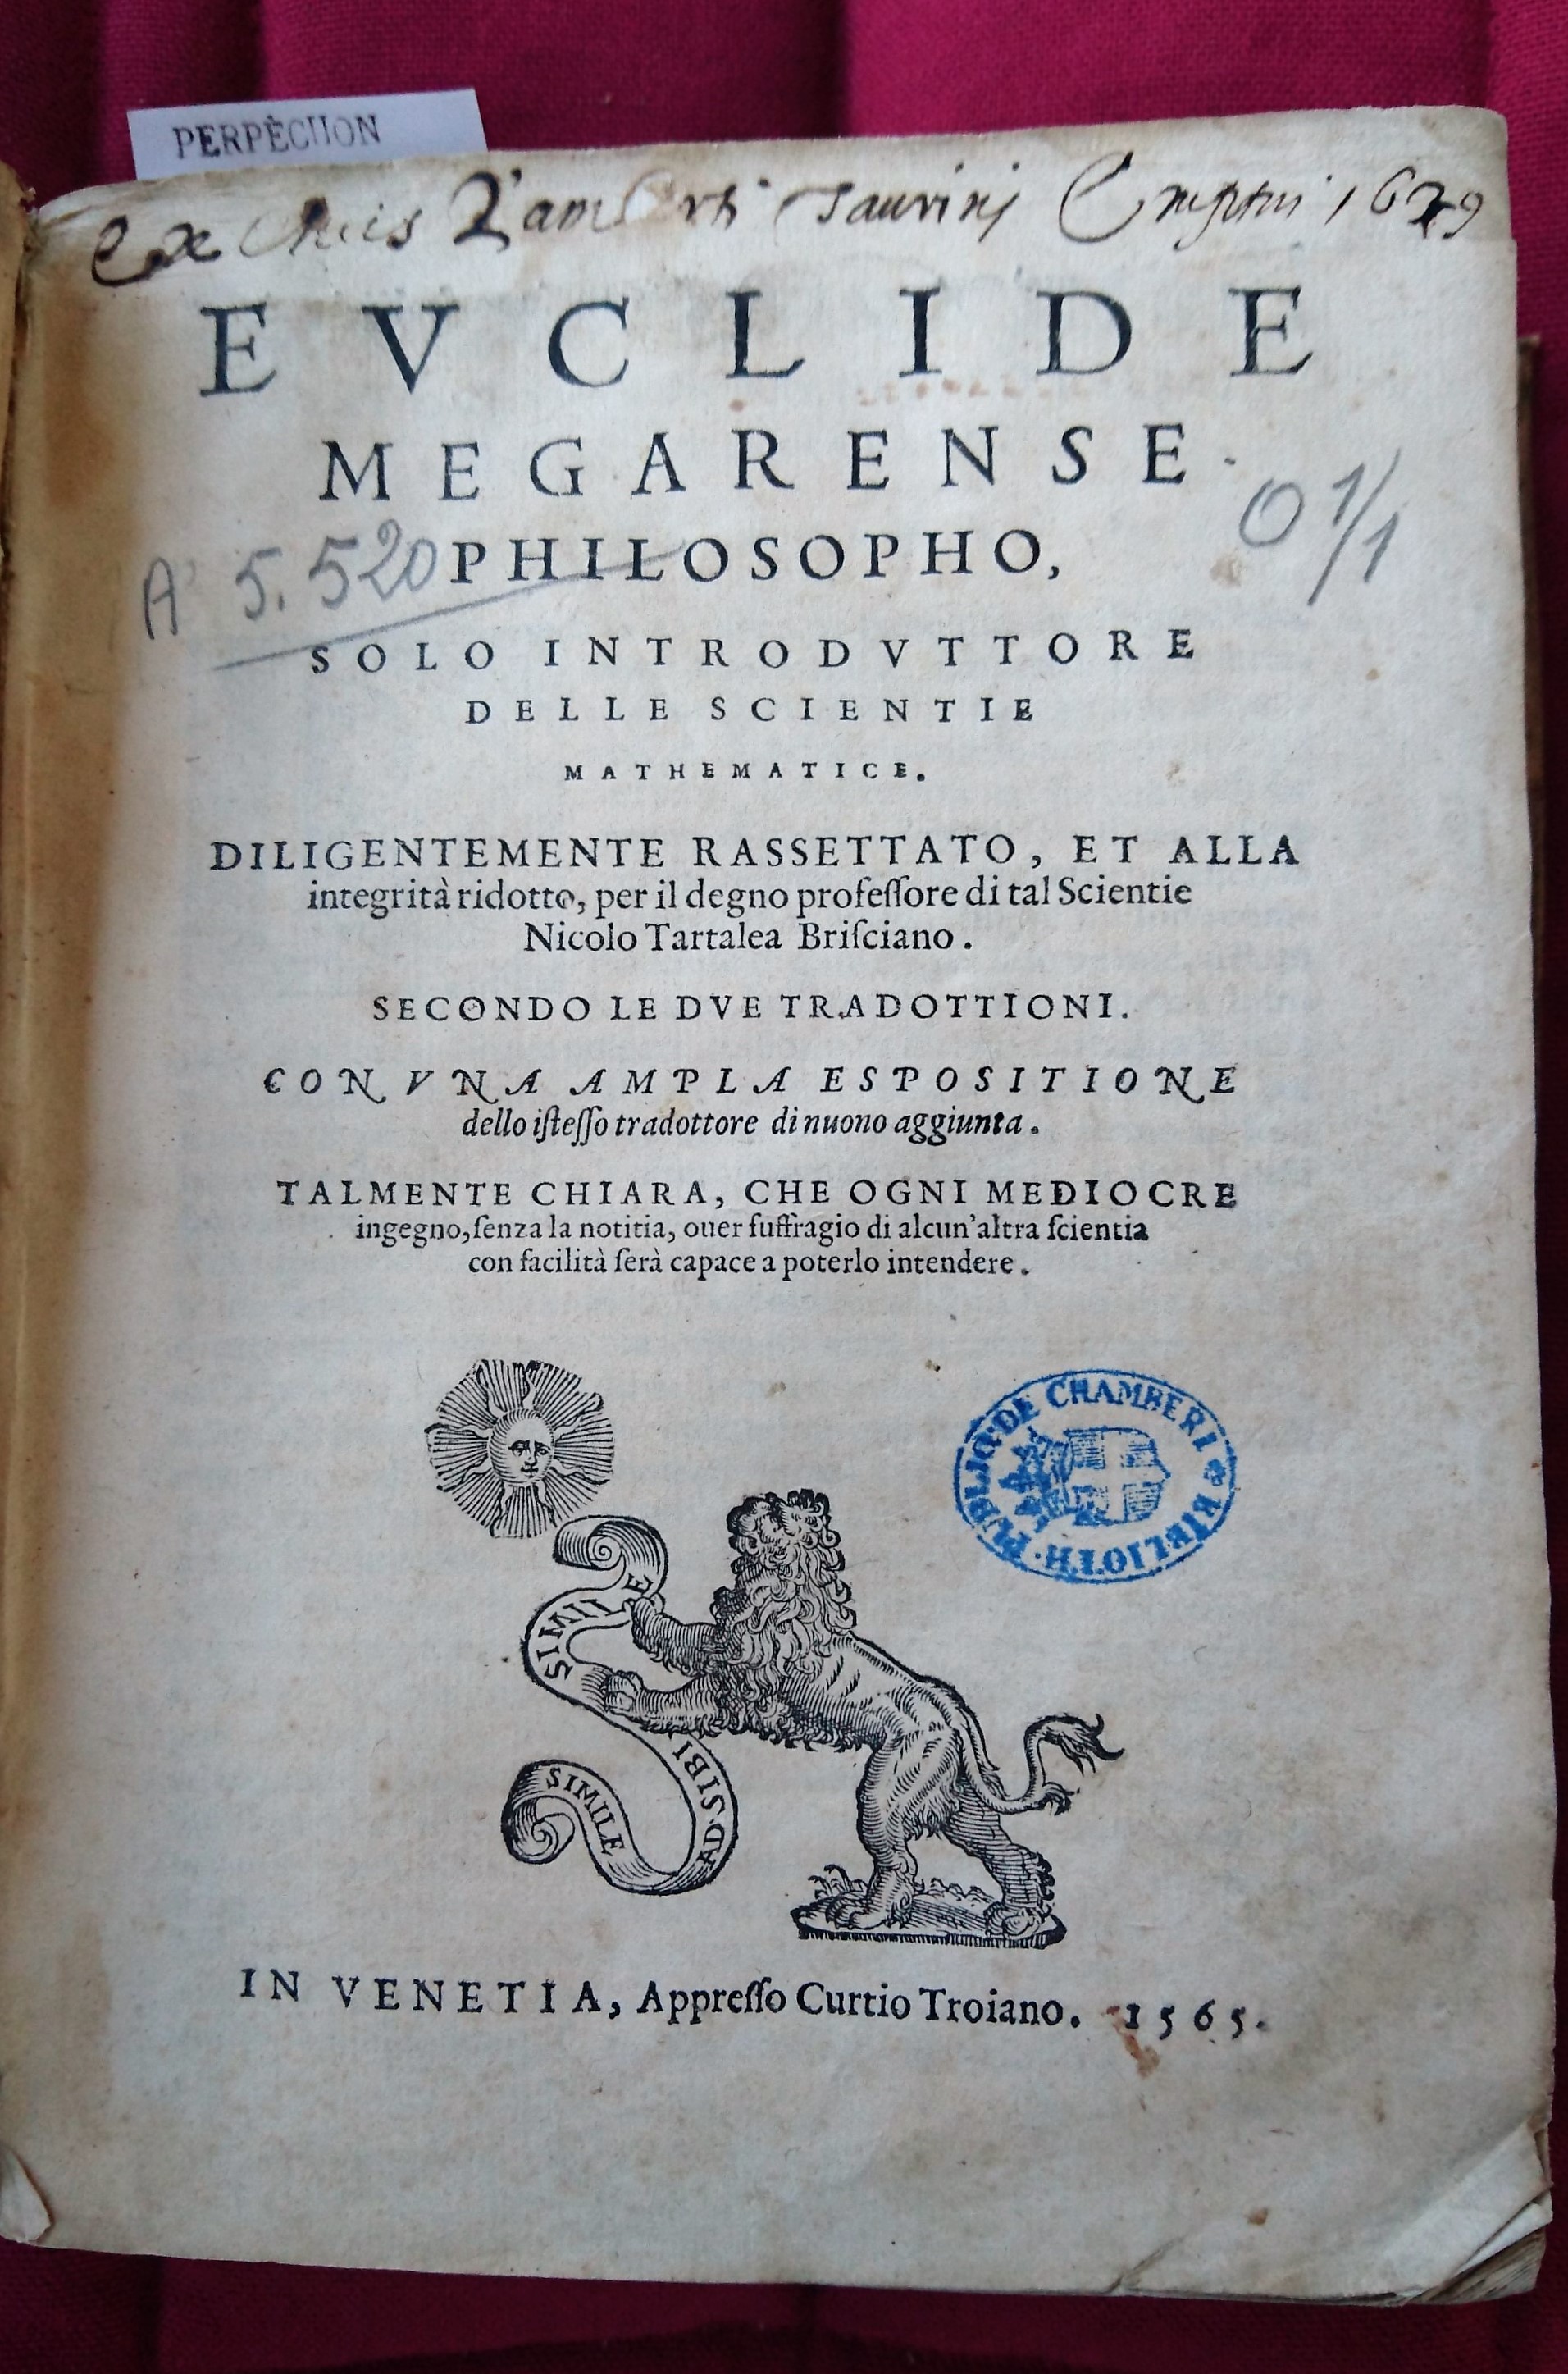 PERPÈCHON
Ex Lamberti Taurini 1679
EVCLIDE
MEGARENSE
O 1/1
A 5.520
PHILOSOPHO,
SOLO INTRODVTTORE
DELLE SCIENTIE
MATHEMATICE.
DILIGENTEMENTE RASSETTATO, ET ALLA
integrità ridotto, per il degno profeſſore di tal Scientie
Nicolo Tartalea Briſciano.
SECONDO LE DVE TRADOTTIONI.
CON VNA AMPLA ESPOSITIONE
dello iſteſſo tradottore di nuono aggiunta.
TALMENTE CHIARA, CHE OGNI MEDIOCRE
ingegno, ſenza la notitia, ouer ſuffragio di alcun'altra ſcientia
con facilità ſerà capace a poterlo intendere.
BIBLIOTH. PUBLIQ. DE CHAMBERI
SIMILE
SIBI
AD
SIMILE
IN VENETIA, Appreſſo Curtio Troiano. 1565.